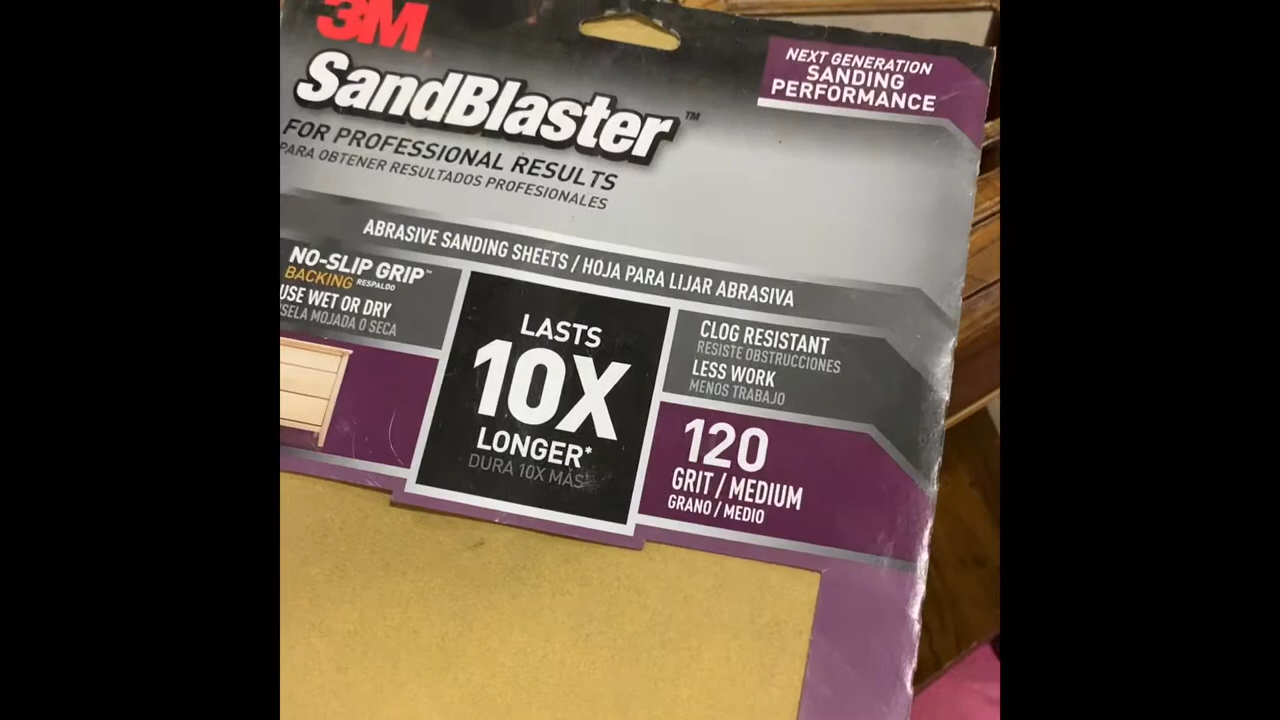 3M
SandBlaster™
FOR PROFESSIONAL RESULTS
PARA OBTENER RESULTADOS PROFESIONALES
NEXT GENERATION
SANDING
PERFORMANCE
ABRASIVE SANDING SHEETS / HOJA PARA LIJAR ABRASIVA
NO-SLIP GRIP™
BACKING RESPALDO
USE WET OR DRY
MOJADA O SECA
LASTS
10X
LONGER*
DURA 10X MÁS
CLOG RESISTANT
RESISTE OBSTRUCCIONES
LESS WORK
MENOS TRABAJO
120
GRIT / MEDIUM
GRANO / MEDIO